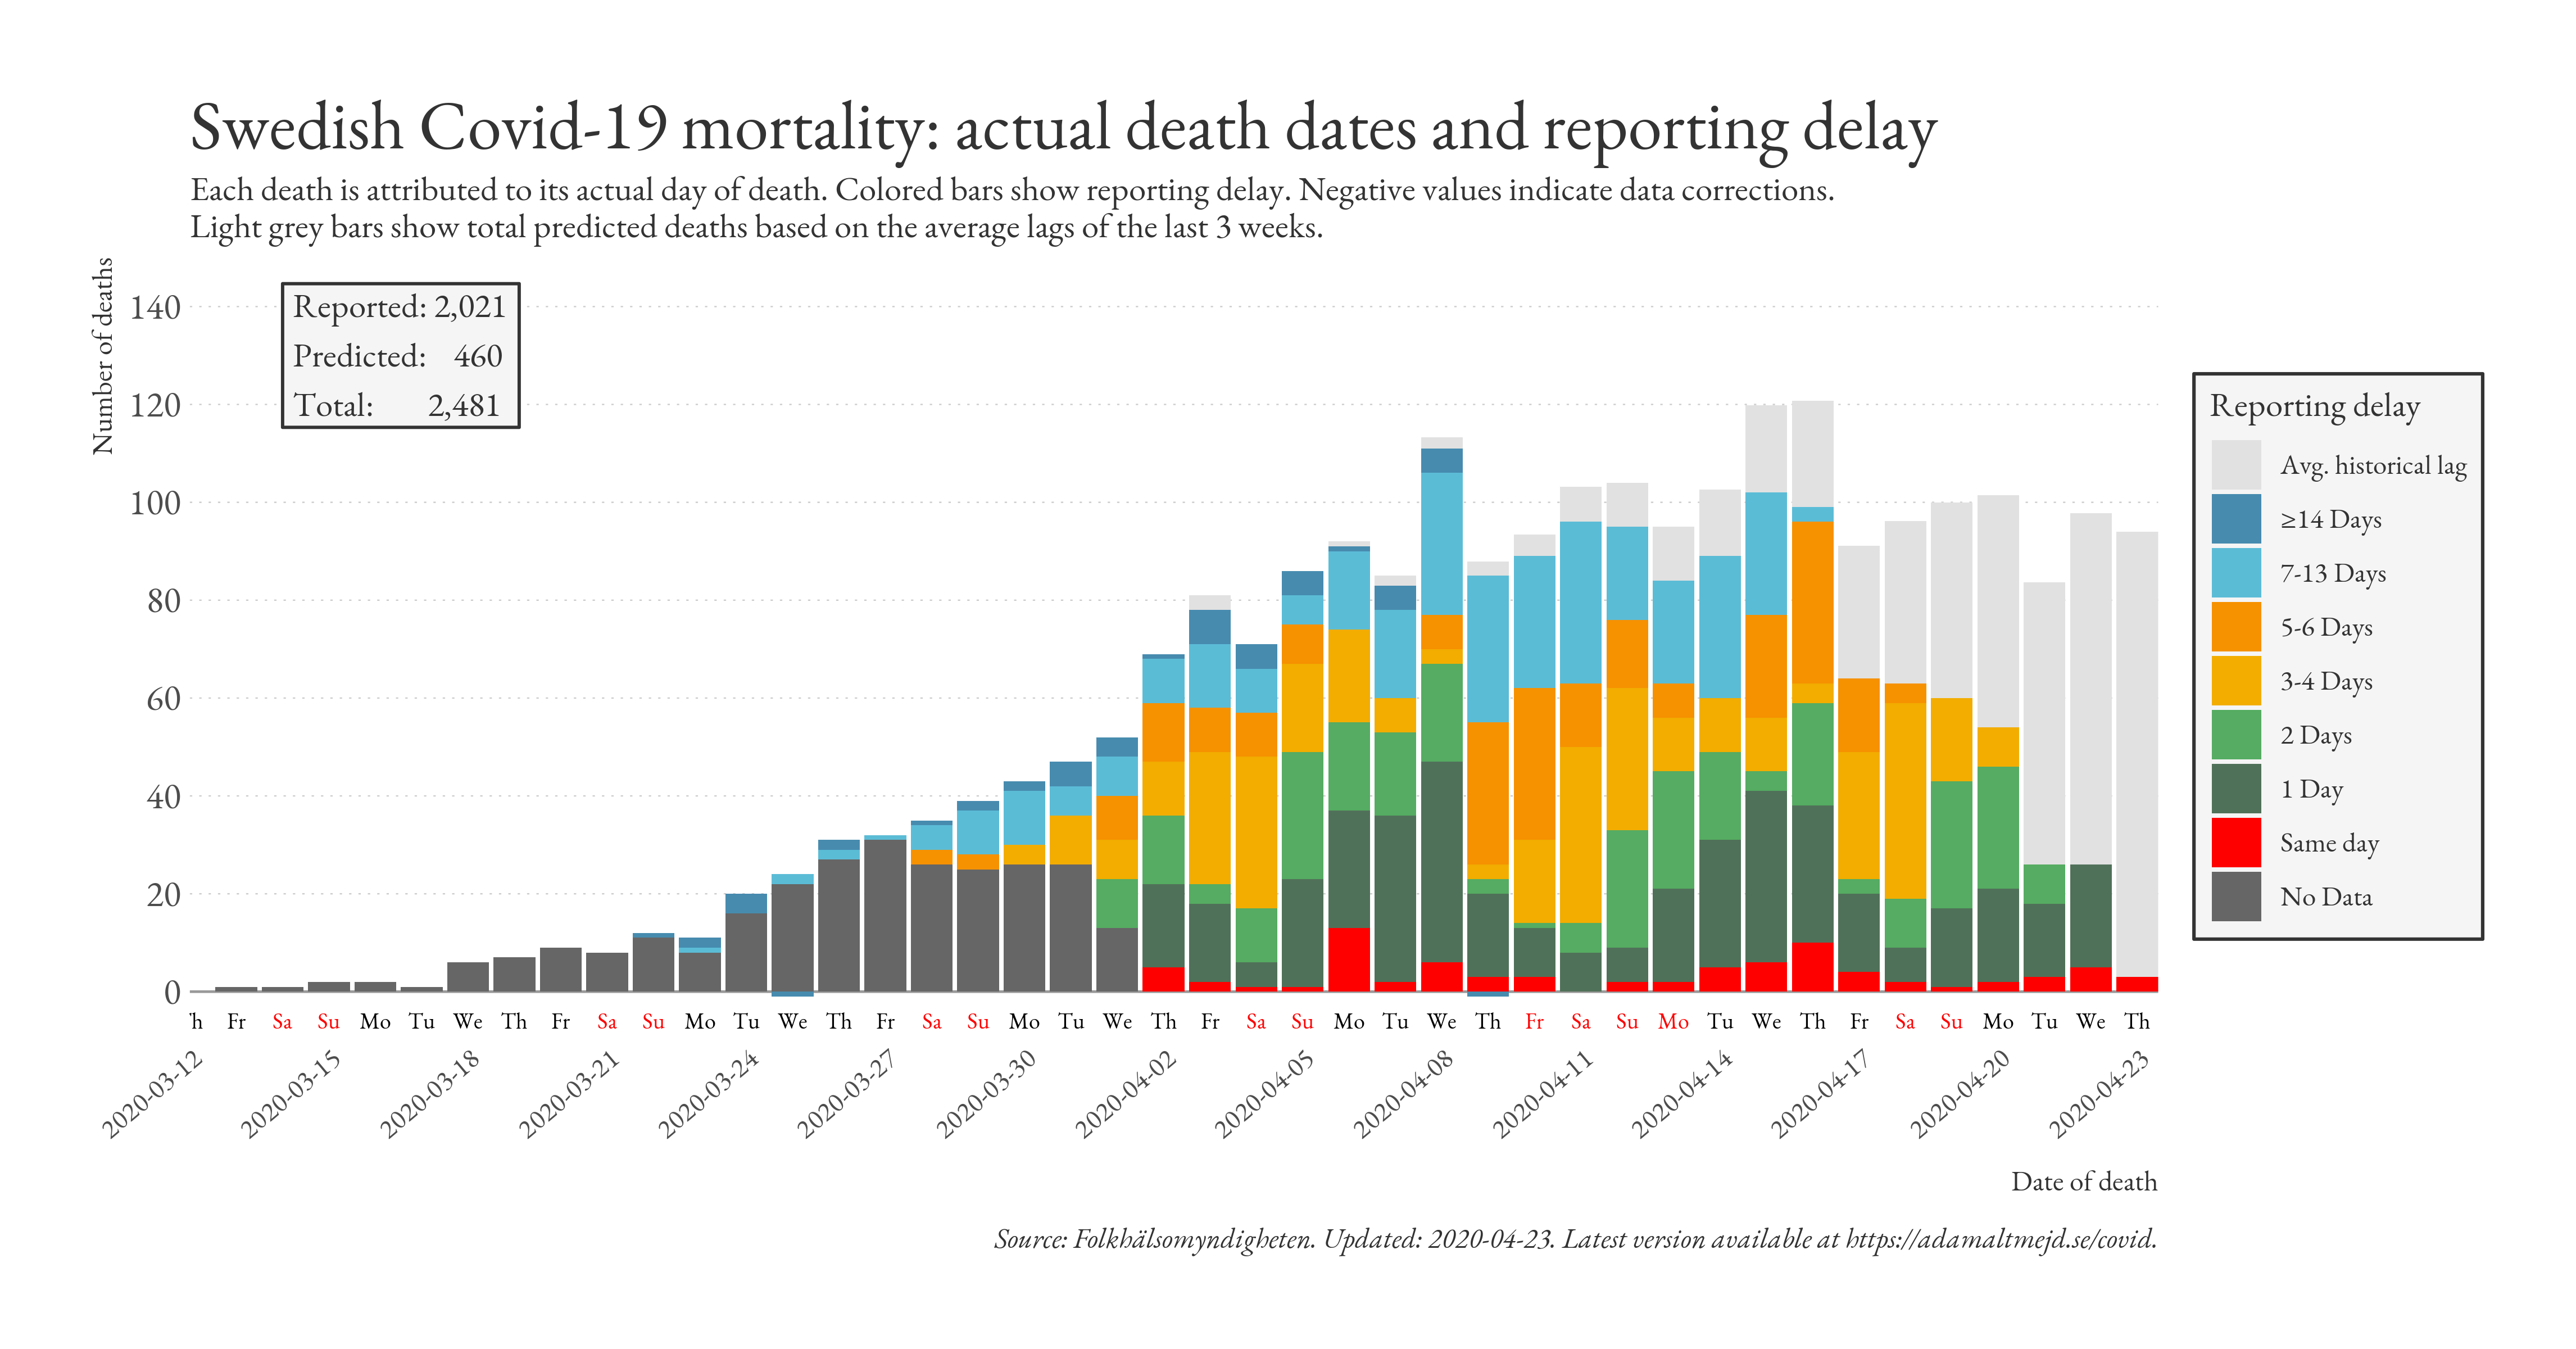 Swedish Covid-19 mortality: actual death dates and reporting delay
Each death is attributed to its actual day of death. Colored bars show reporting delay. Negative values indicate data corrections.
Light grey bars show total predicted deaths based on the average lags of the last 3 weeks.
Number of deaths
140
120
100
80
60
40
20
0
Reported: 2,021
Predicted: 460
Total: 2,481
Reporting delay
Avg. historical lag
≥14 Days
7-13 Days
5-6 Days
3-4 Days
2 Days
1 Day
Same day
No Data
h Fr Sa Su Mo Tu We Th Fr Sa Su Mo Tu We Th Fr Sa Su Mo Tu We Th Fr Sa Su Mo Tu We Th Fr Sa Su Mo Tu We Th Fr Sa Su Mo Tu We Th
2020-03-12 2020-03-15 2020-03-18 2020-03-21 2020-03-24 2020-03-27 2020-03-30 2020-04-02 2020-04-05 2020-04-08 2020-04-11 2020-04-14 2020-04-17 2020-04-20 2020-04-23
Date of death
Source: Folkhälsomyndigheten. Updated: 2020-04-23. Latest version available at https://adamaltmejd.se/covid.